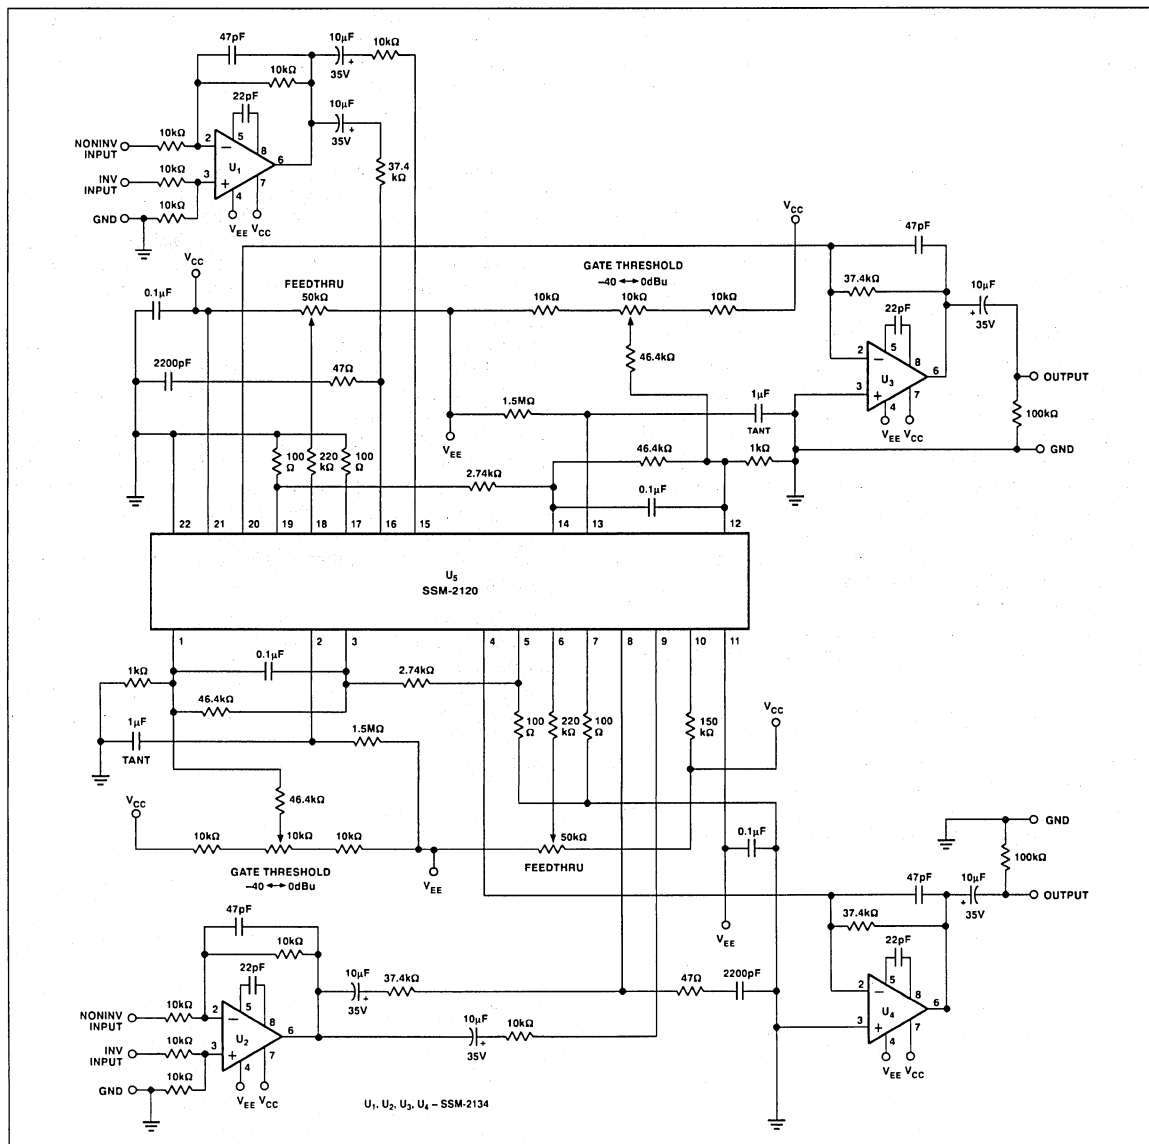 47pF
10µF
35V
10kΩ
10kΩ
22pF
10µF
35V
10kΩ
NONINV
INPUT
2
5
8
6
U1
37.4
kΩ
10kΩ
INV
INPUT
3
7
4
10kΩ
GND
VEE VCC
VCC
0.1µF
FEEDTHRU
50kΩ
2200pF
47Ω
GATE THRESHOLD
–40 ↔ 0dBu
10kΩ
10kΩ
10kΩ
VCC
46.4kΩ
47pF
37.4kΩ
10µF
35V
22pF
2
5
8
6
U3
3
7
4
VEE VCC
OUTPUT
100kΩ
GND
1.5MΩ
1µF
TANT
VEE
100
Ω
220
kΩ
100
Ω
2.74kΩ
46.4kΩ
1kΩ
0.1µF
22 21 20 19 18 17 16 15 14 13 12
U5
SSM-2120
1 2 3 4 5 6 7 8 9 10 11
1kΩ
0.1µF
46.4kΩ
2.74kΩ
1µF
TANT
1.5MΩ
100
Ω
220
kΩ
100
Ω
150
kΩ
VCC
VCC
46.4kΩ
10kΩ
10kΩ
10kΩ
GATE THRESHOLD
–40 ↔ 0dBu
VEE
50kΩ
FEEDTHRU
0.1µF
VEE
GND
100kΩ
OUTPUT
47pF
10µF
35V
37.4kΩ
22pF
2
5
8
6
U4
3
7
4
VEE VCC
47pF
10kΩ
22pF
10µF
35V
37.4kΩ
47Ω
2200pF
10kΩ
NONINV
INPUT
2
5
8
6
U2
10µF
35V
10kΩ
10kΩ
INV
INPUT
3
7
4
10kΩ
GND
VEE VCC
U1, U2, U3, U4 – SSM-2134